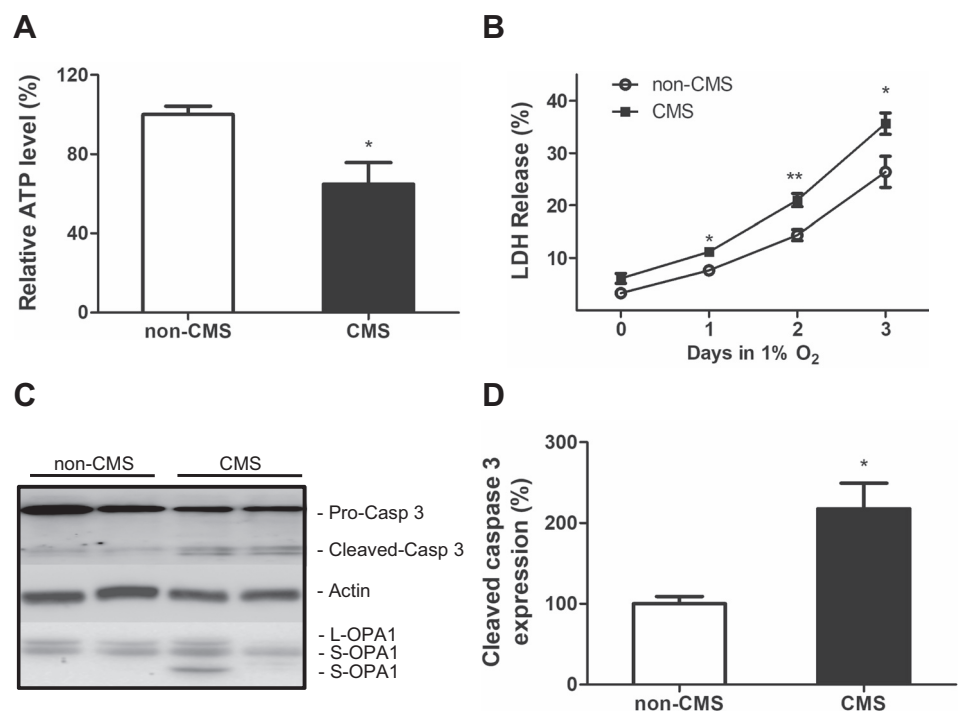 A
Relative ATP level (%)
120
80
40
0
*
non-CMS CMS
B
LDH Release (%)
40
30
20
10
non-CMS
CMS
*
**
*
0 1 2 3
Days in 1% O₂
C
non-CMS CMS
- Pro-Casp 3
- Cleaved-Casp 3
- Actin
- L-OPA1
- S-OPA1
- S-OPA1
D
Cleaved caspase 3
expression (%)
300
200
100
0
*
non-CMS CMS